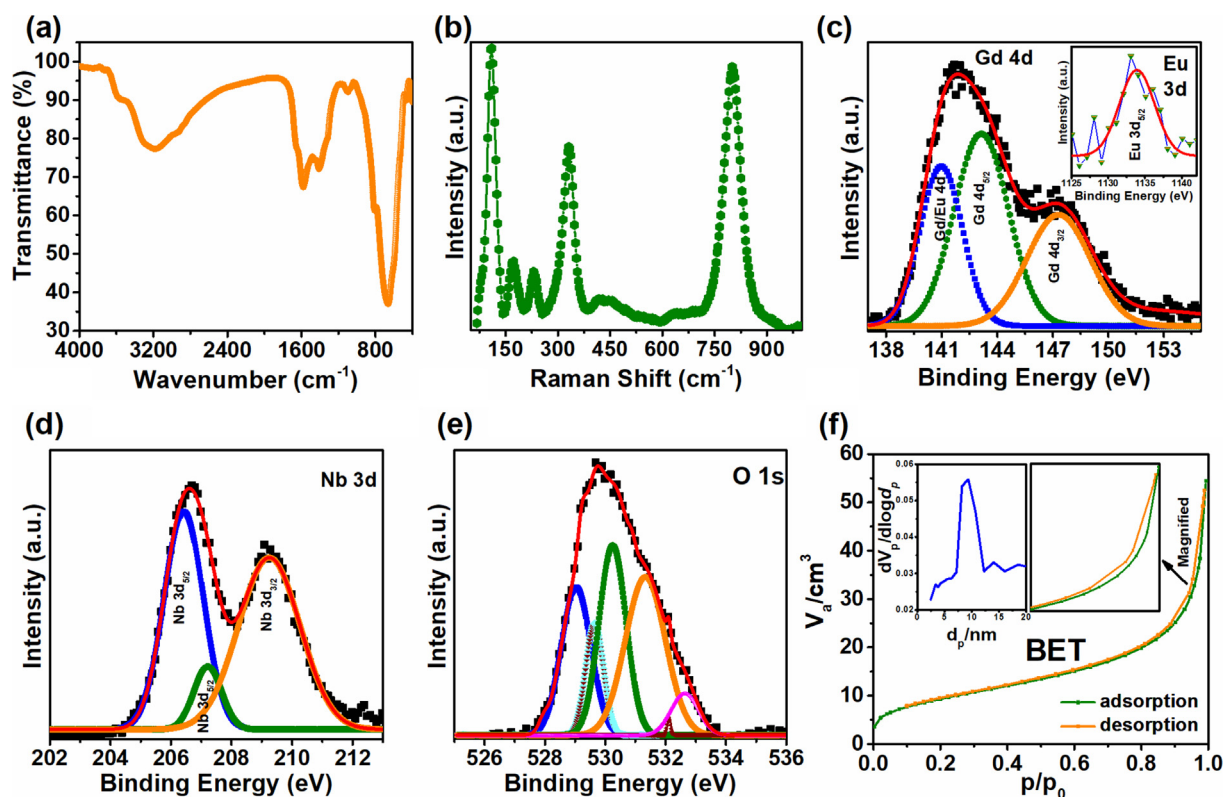 (a)
Transmittance (%)
100
90
80
70
60
50
40
30
4000 3200 2400 1600 800
Wavenumber (cm⁻¹)
(b)
Intensity (a.u.)
150 300 450 600 750 900
Raman Shift (cm⁻¹)
(c)
Gd 4d
Intensity (a.u.)
Gd/Eu 4d
Gd 4d₅/₂
Gd 4d₃/₂
138 141 144 147 150 153
Binding Energy (eV)
Eu
3d
Intensity (a.u.)
Eu 3d₅/₂
1125 1130 1135 1140
Binding Energy (eV)
(d)
Nb 3d
Intensity (a.u.)
Nb 3d₅/₂
Nb 3d₅/₂
Nb 3d₃/₂
202 204 206 208 210 212
Binding Energy (eV)
(e)
O 1s
Intensity (a.u.)
526 528 530 532 534 536
Binding Energy (eV)
(f)
Vₐ/cm³
60
50
40
30
20
10
0
0.0 0.2 0.4 0.6 0.8 1.0
p/p₀
dVₚ/dlogdₚ
0.06
0.05
0.04
0.03
0.02
0 5 10 15 20
dₚ/nm
Magnified
BET
adsorption
desorption